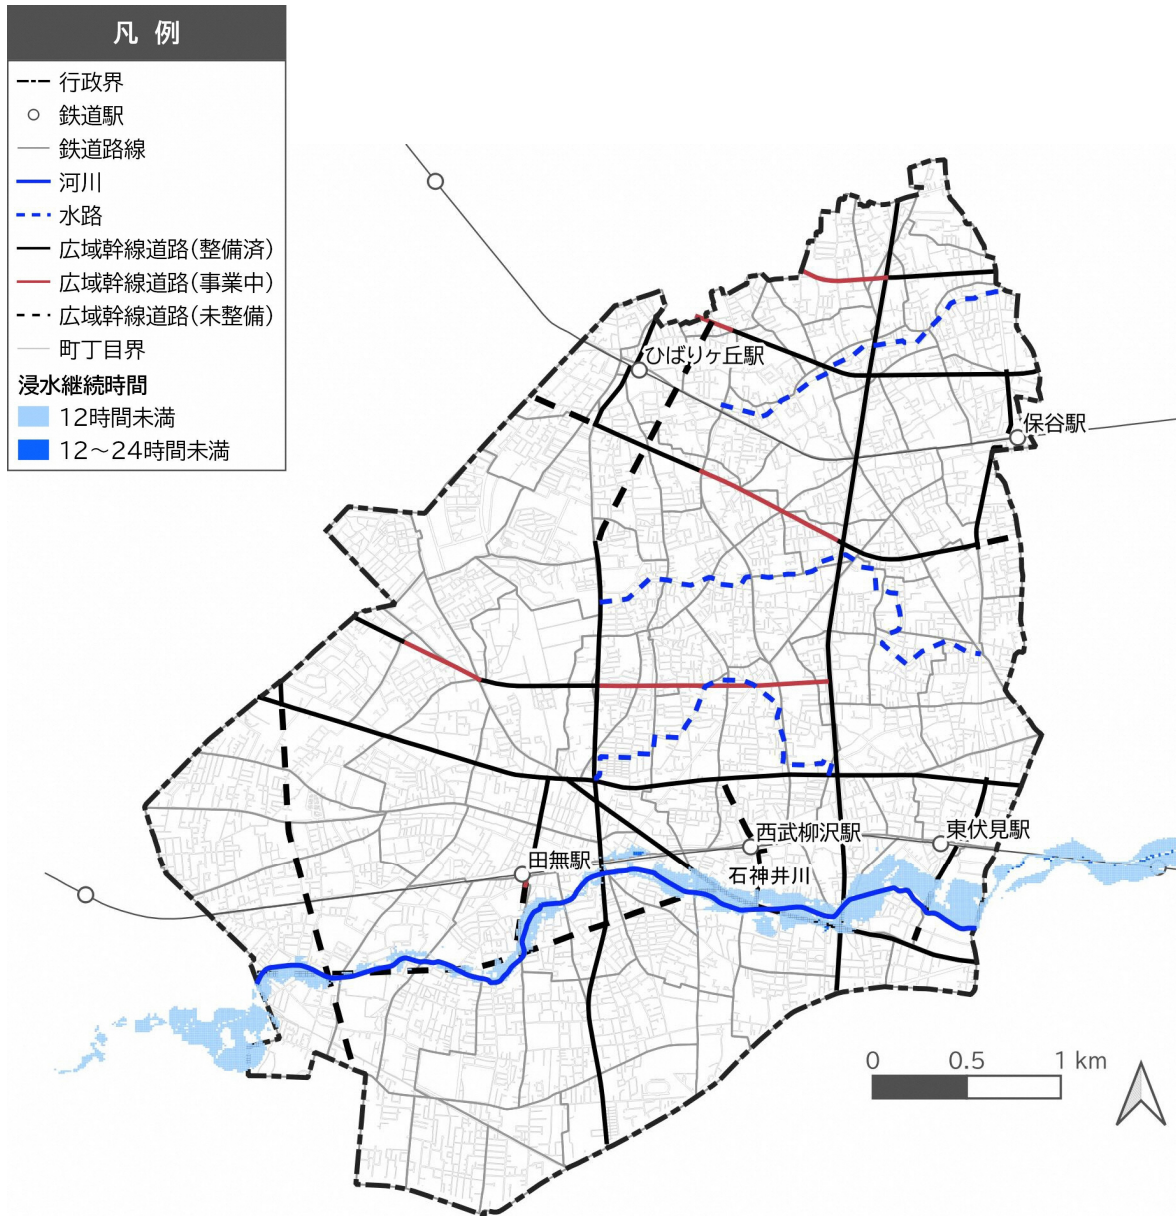 凡例
行政界
鉄道駅
鉄道路線
河川
水路
広域幹線道路(整備済)
広域幹線道路(事業中)
広域幹線道路(未整備)
町丁目界
浸水継続時間
12時間未満
12～24時間未満
ひばりヶ丘駅
保谷駅
西武柳沢駅
東伏見駅
田無駅
石神井川
0 0.5 1 km